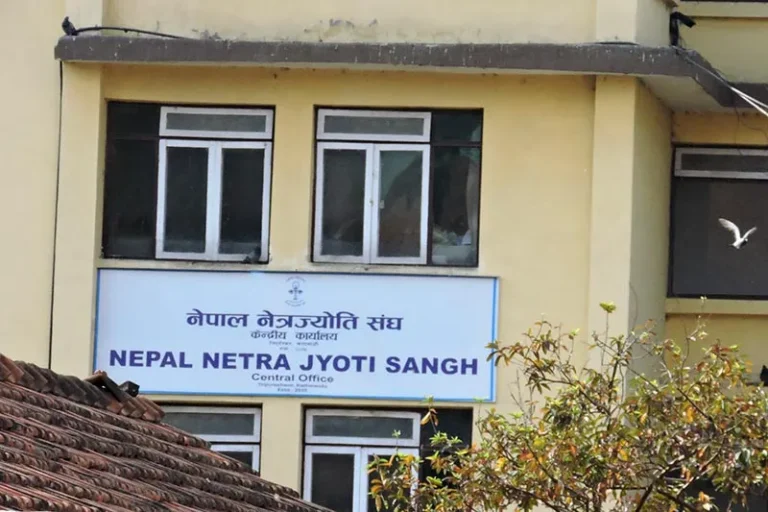 नेपाल नेत्रज्योति संघ
केन्द्रीय कार्यालय
NEPAL NETRA JYOTI SANGH
Central Office